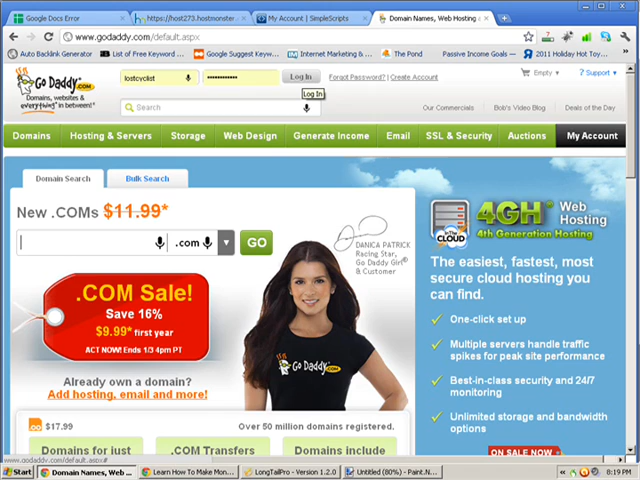 Google Docs Error
https://host273.hostmonster
My Account | SimpleScripts
Domain Names, Web Hosting a
www.godaddy.com/default.aspx
Auto Backlink Generator
List of Free Keyword
Google Suggest Keyw...
Internet Marketing & ...
The Pond
Passive Income Goals —
2011 Holiday Hot Toy...
Go Daddy.COM
Domains, websites &
everything in between!
lostcyclist
************
Log In
Forgot Password? | Create Account
Empty
Support
Log In
Search
Our Commercials
Bob's Video Blog
Deals of the Day
Domains
Hosting & Servers
Storage
Web Design
Generate Income
Email
SSL & Security
Auctions
My Account
Domain Search
Bulk Search
New .COMs $11.99*
.com
GO
DANICA PATRICK
Racing Star,
Go Daddy Girl®
& Customer
.COM Sale!
Save 16%
$9.99* first year
ACT NOW! Ends 1/3 4pm PT
Go Daddy.COM
Already own a domain?
Add hosting, email and more!
$17.99
Over 50 million domains registered.
Domains for just
.COM Transfers
Domains include
IN THE CLOUD
4GH® Web Hosting
4th Generation Hosting
The easiest, fastest, most
secure cloud hosting you
can find.
One-click set up
Multiple servers handle traffic
spikes for peak site performance
Best-in-class security and 24/7
monitoring
Unlimited storage and bandwidth
options
ON SALE NOW
www.godaddy.com/default.aspx#
Start
Domain Names, Web ...
Learn How To Make Mon...
LongTailPro - Version 1.2.0
Untitled (80%) - Paint.N...
8:19 PM